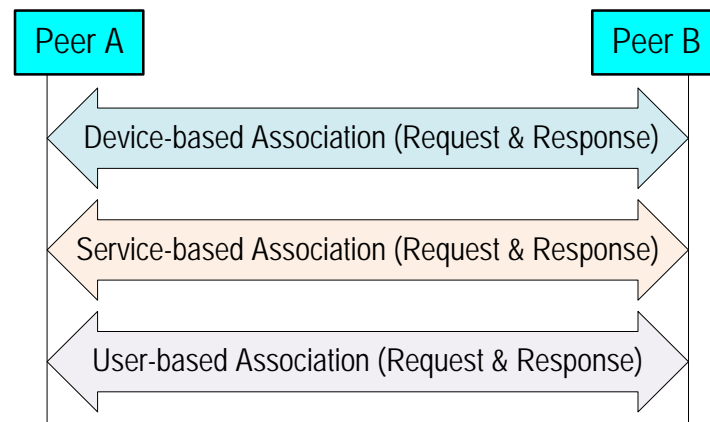 Peer A
Peer B
Device-based Association (Request & Response)
Service-based Association (Request & Response)
User-based Association (Request & Response)